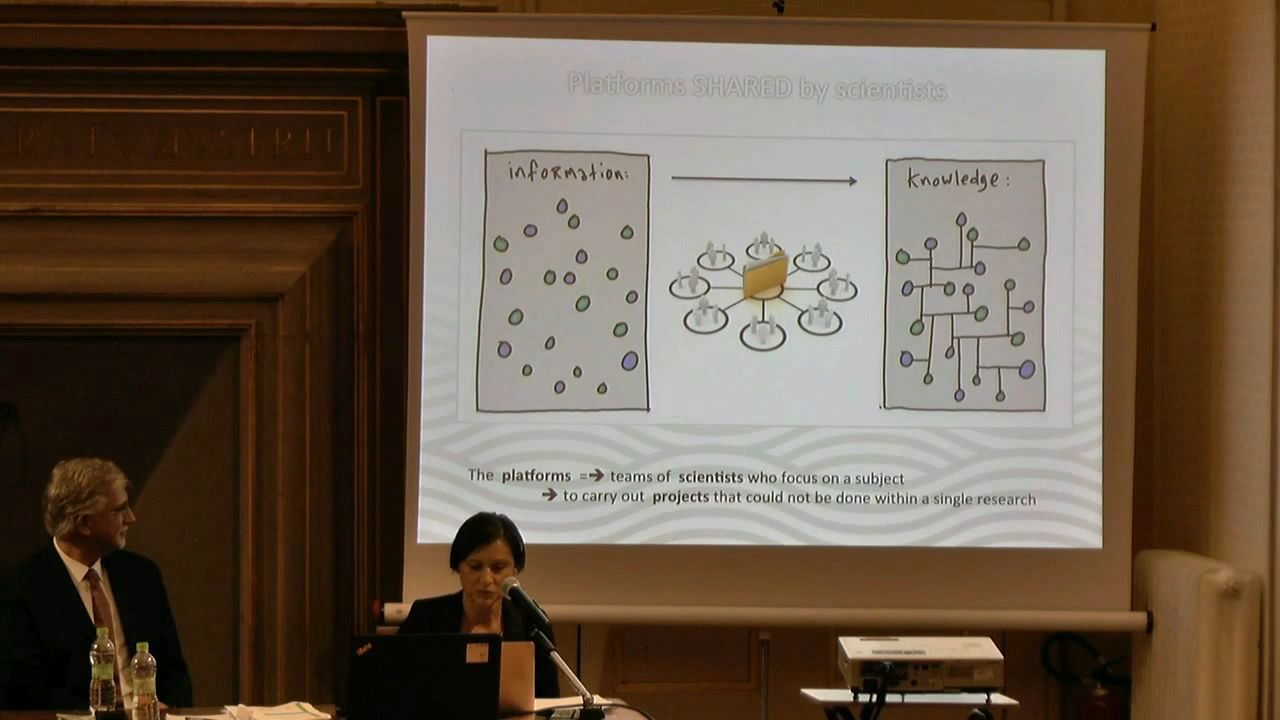 Platforms SHARED by scientists
information:
knowledge:
The platforms =➔ teams of scientists who focus on a subject
➔ to carry out projects that could not be done within a single research